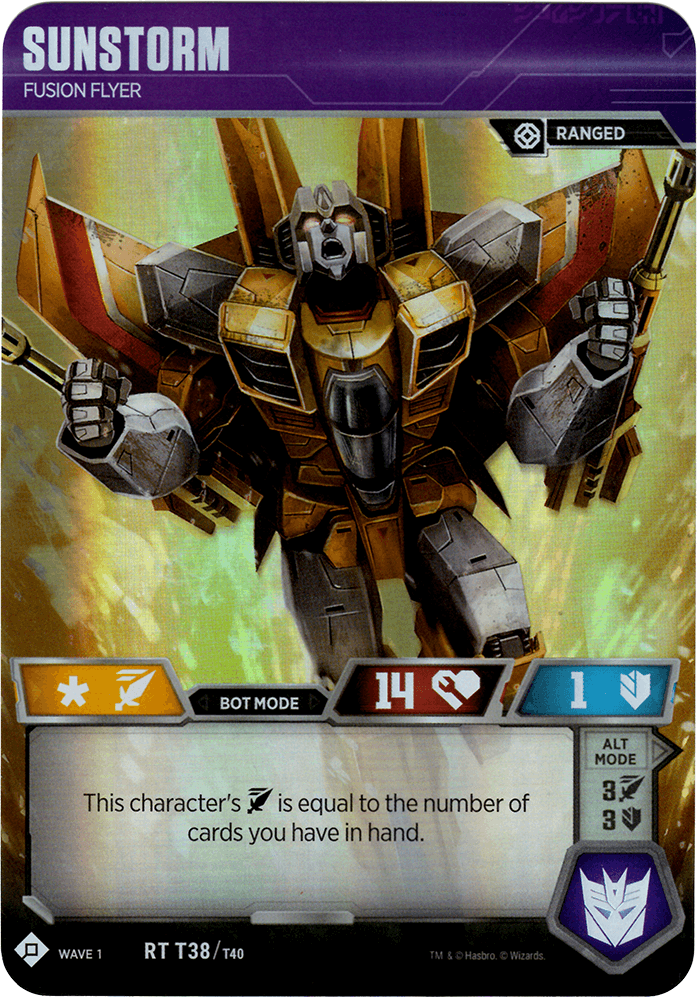 SUNSTORM
FUSION FLYER
RANGED
*
BOT MODE
14
1
ALT
MODE
3
3
This character's is equal to the number of
cards you have in hand.
WAVE 1
RT T38/T40
TM & © Hasbro. © Wizards.